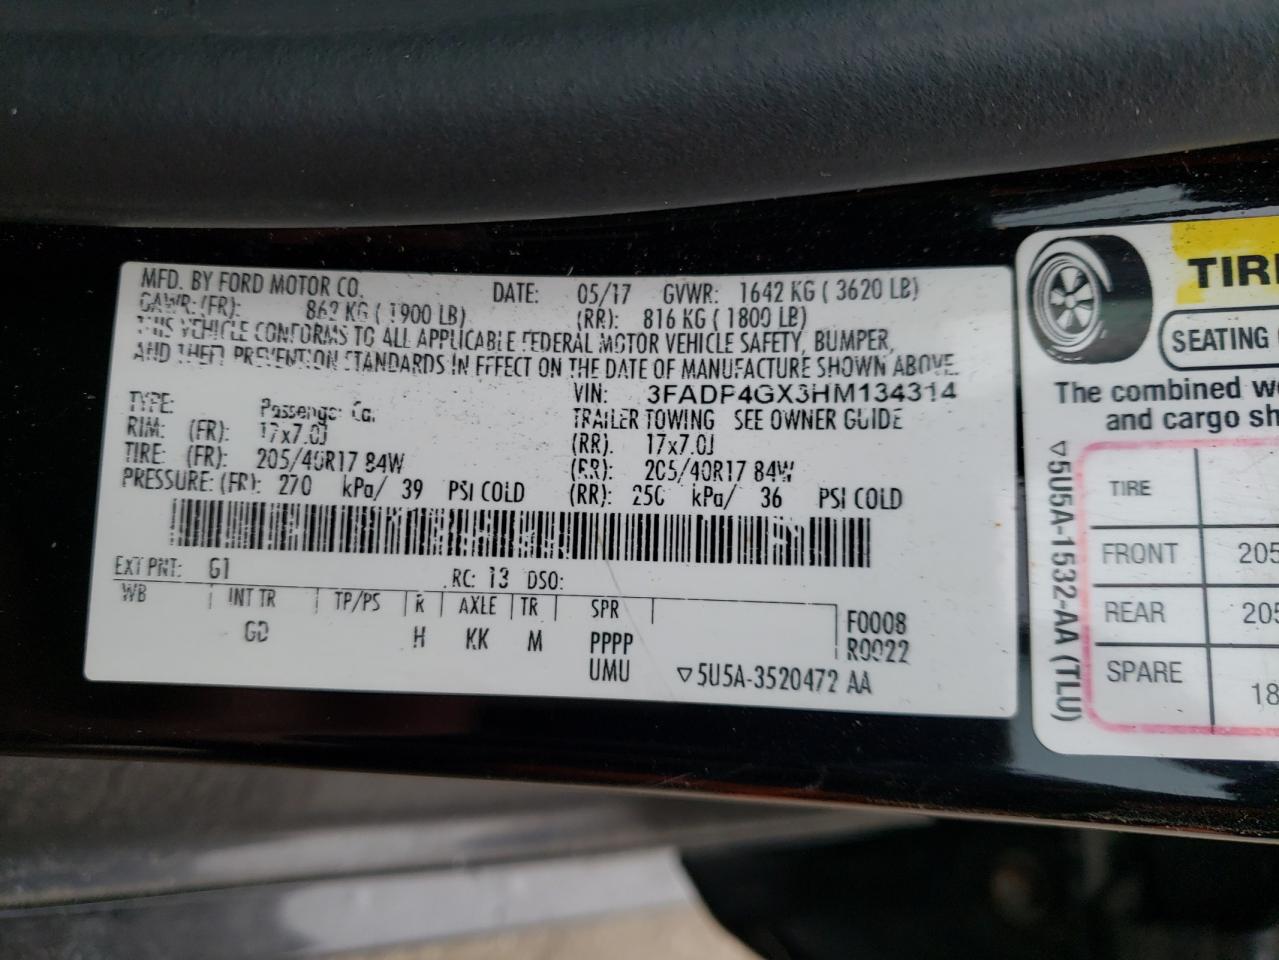 MFD. BY FORD MOTOR CO.
DATE: 05/17 GVWR: 1642 KG ( 3620 LB)
GAWR: (FR): 862 KG ( 1900 LB) (RR): 816 KG ( 1800 LB)
THIS VEHICLE CONFORMS TO ALL APPLICABLE FEDERAL MOTOR VEHICLE SAFETY, BUMPER,
AND THEFT PREVENTION STANDARDS IN EFFECT ON THE DATE OF MANUFACTURE SHOWN ABOVE.
VIN: 3FADP4GX3HM134314
TYPE: Passenger Car TRAILER TOWING SEE OWNER GUIDE
RIM: (FR): 17x7.0J (RR): 17x7.0J
TIRE: (FR): 205/40R17 84W (RR): 205/40R17 84W
PRESSURE: (FR): 270 kPa/ 39 PSI COLD (RR): 250 kPa/ 36 PSI COLD
EXT PNT: G1 RC: 13 DSO:
WB INT TR TP/PS R AXLE TR SPR
GD H KK M PPPP
UMU
F0008
R0022
▽5U5A-3520472 AA
TIRE
SEATING
The combined
and cargo
▽5U5A-1532-AA (TLU)
TIRE
FRONT 205
REAR 205
SPARE
18